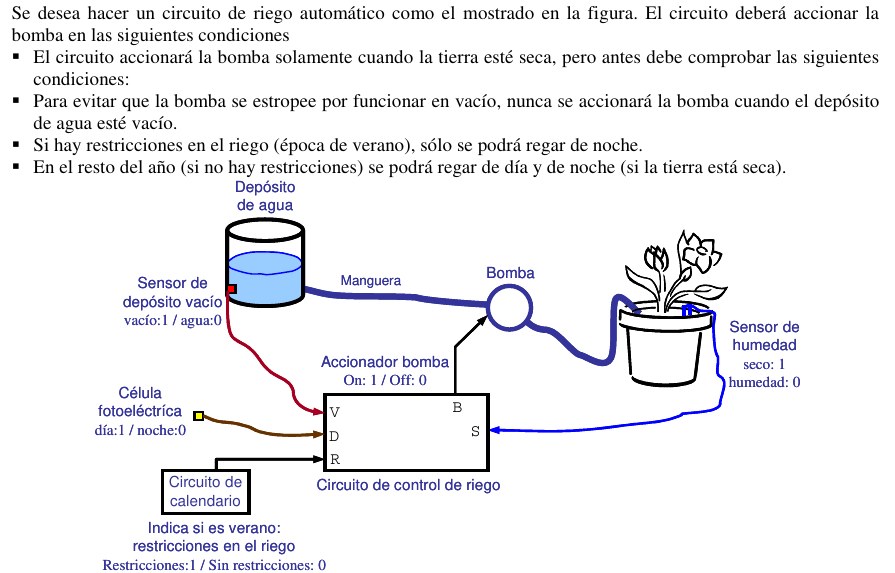 Se desea hacer un circuito de riego automático como el mostrado en la figura. El circuito deberá accionar la
bomba en las siguientes condiciones
▪ El circuito accionará la bomba solamente cuando la tierra esté seca, pero antes debe comprobar las siguientes
condiciones:
▪ Para evitar que la bomba se estropee por funcionar en vacío, nunca se accionará la bomba cuando el depósito
de agua esté vacío.
▪ Si hay restricciones en el riego (época de verano), sólo se podrá regar de noche.
▪ En el resto del año (si no hay restricciones) se podrá regar de día y de noche (si la tierra está seca).
Depósito
de agua
Manguera
Bomba
Sensor de
depósito vacío
vacío:1 / agua:0
Sensor de
humedad
seco: 1
humedad: 0
Accionador bomba
On: 1 / Off: 0
Célula
fotoeléctríca
día:1 / noche:0
V
D
R
B
S
Circuito de
calendario
Circuito de control de riego
Indica si es verano:
restricciones en el riego
Restricciones:1 / Sin restricciones: 0